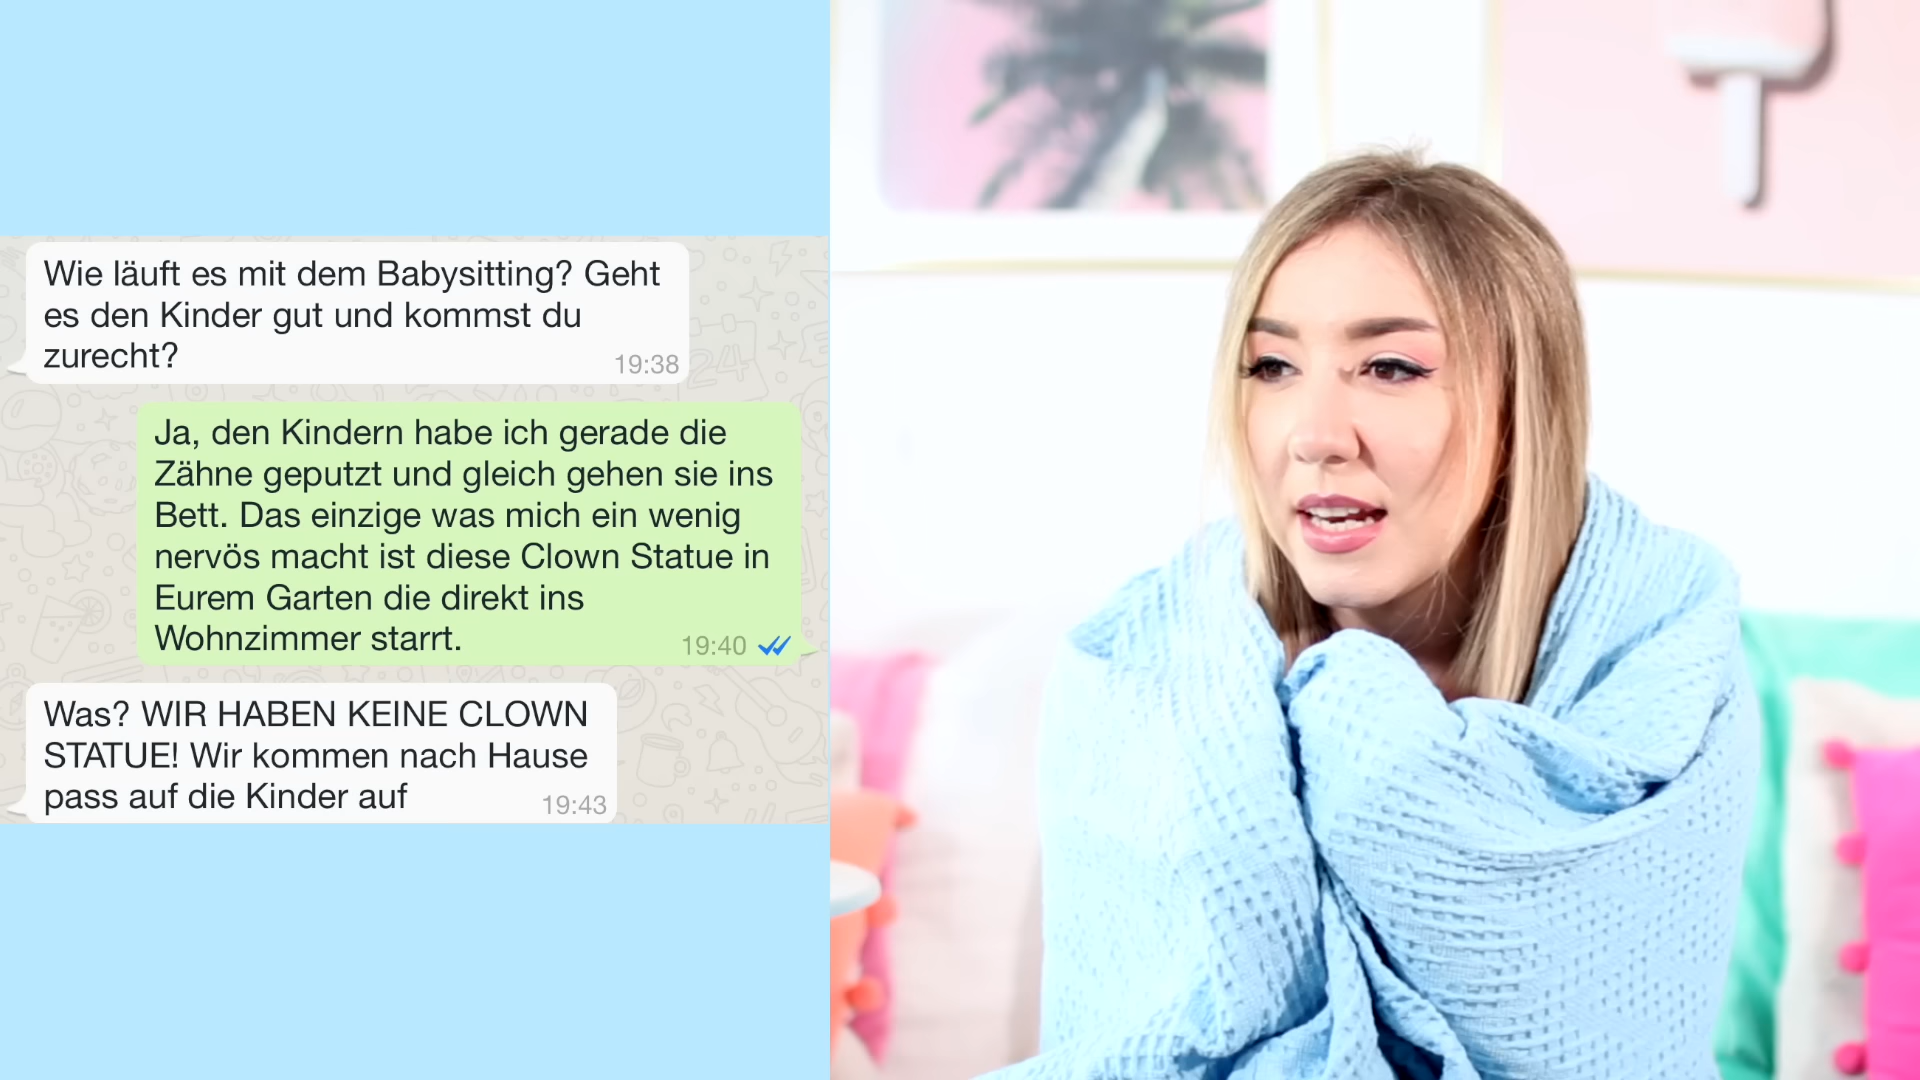 Wie läuft es mit dem Babysitting? Geht
es den Kinder gut und kommst du
zurecht?
19:38
Ja, den Kindern habe ich gerade die
Zähne geputzt und gleich gehen sie ins
Bett. Das einzige was mich ein wenig
nervös macht ist diese Clown Statue in
Eurem Garten die direkt ins
Wohnzimmer starrt.
19:40
Was? WIR HABEN KEINE CLOWN
STATUE! Wir kommen nach Hause
pass auf die Kinder auf
19:43